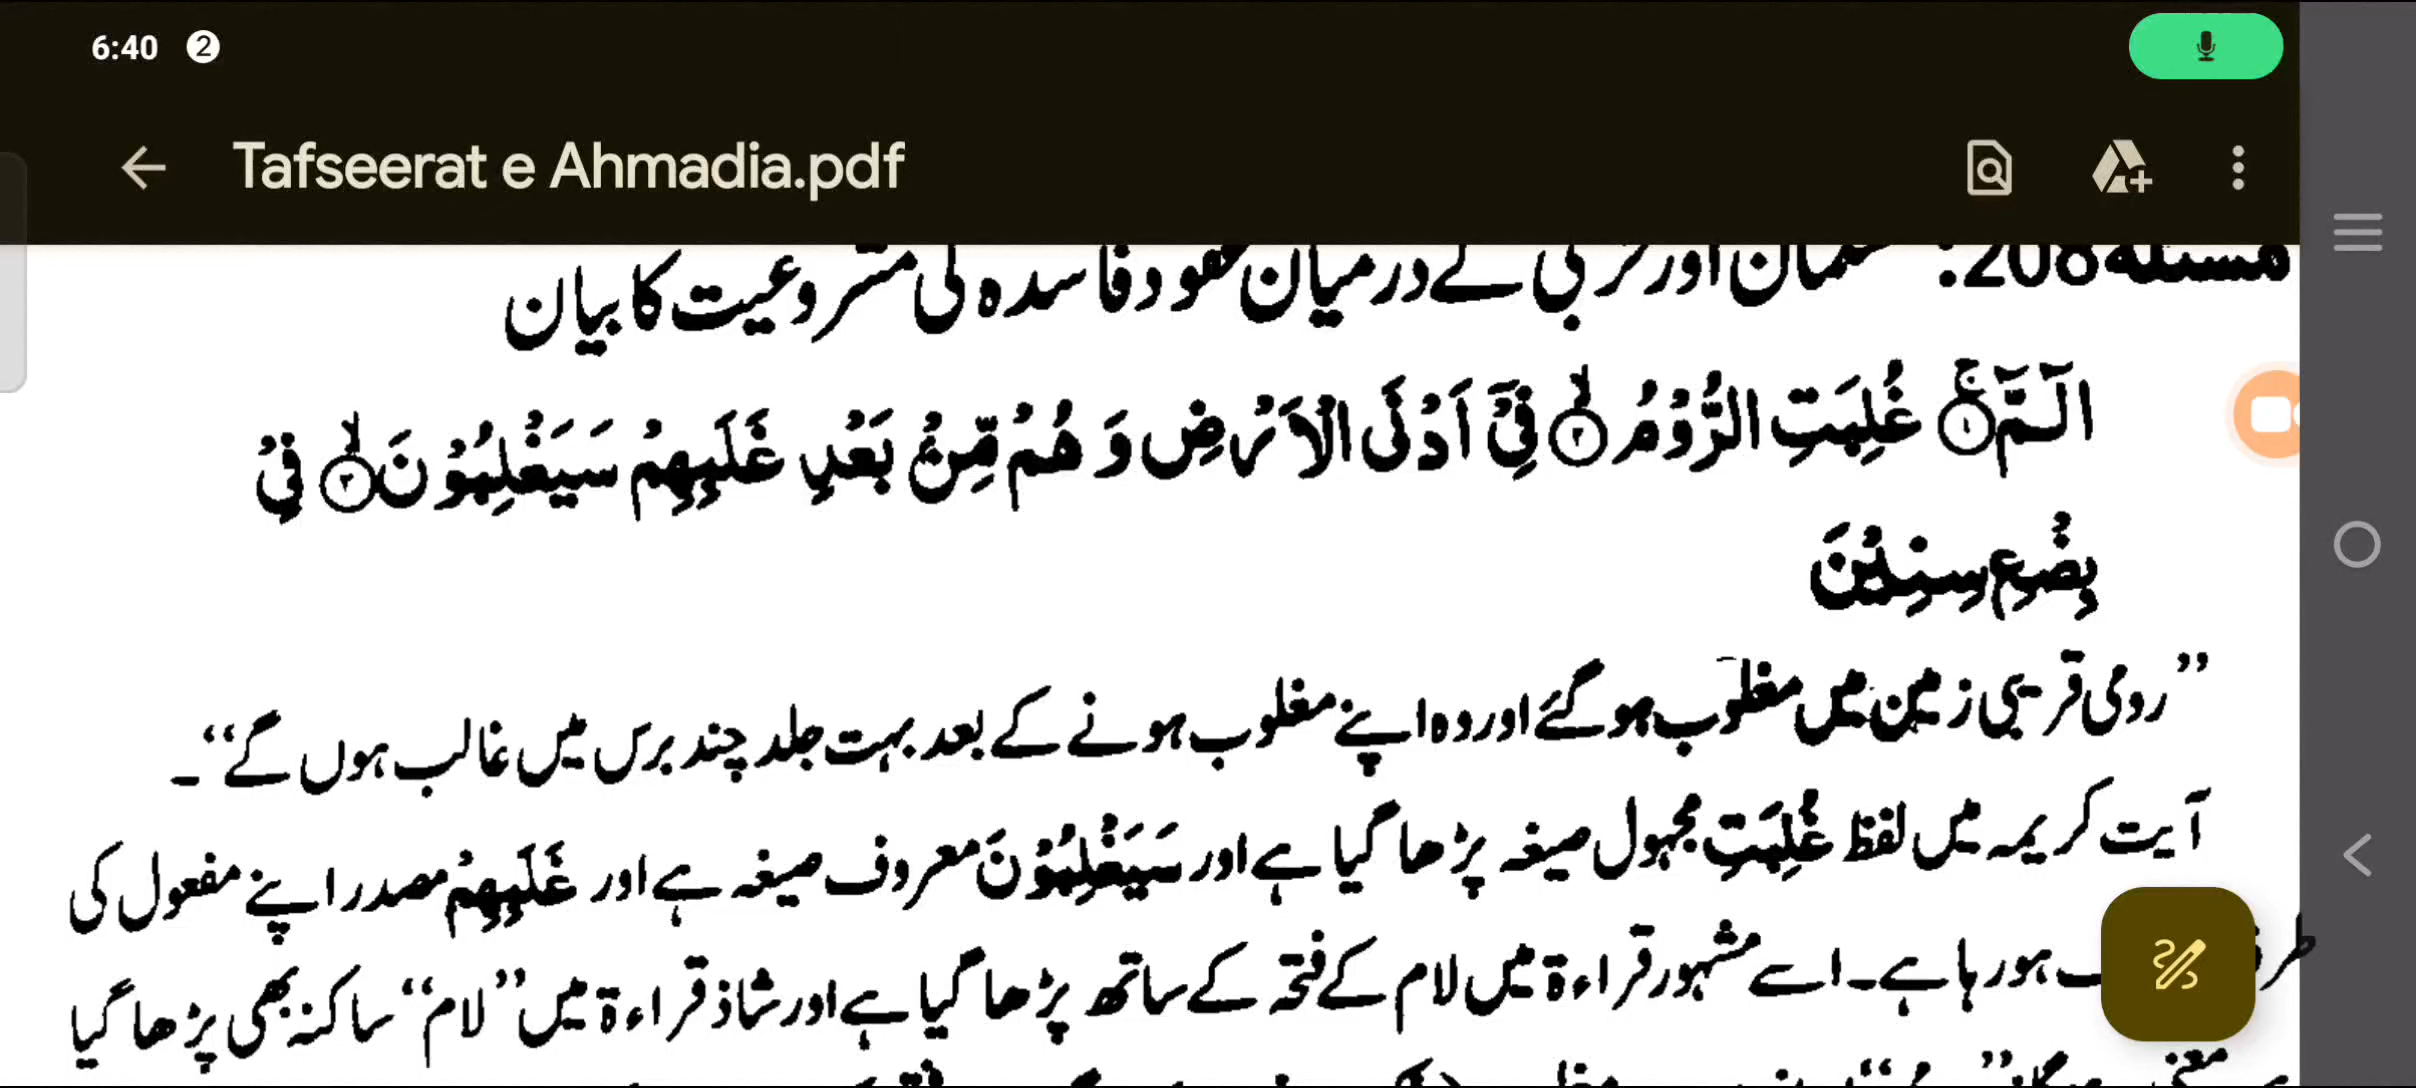 6:40 2
Tafseerat e Ahmadia.pdf
مسئلہ 208: مسلمان اور حربی کے درمیان عقود فاسدہ کی مشروعیت کا بیان
الٓمّٓ ۚ﴿۱﴾ غُلِبَتِ الرُّوْمُ ۙ﴿۲﴾ فِیْۤ اَدْنَی الْاَرْضِ وَ هُمْ مِّنْۢ بَعْدِ غَلَبِهِمْ سَیَغْلِبُوْنَ ۙ﴿۳﴾ فِیْ
بِضْعِ سِنِیْنَ
’’رومی قریبی زمین میں مغلوب ہو گئے اور وہ اپنے مغلوب ہونے کے بعد بہت جلد چند برس میں غالب ہوں گے‘‘۔
آیت کریمہ میں لفظ غُلِبَتِ مجہول صیغہ پڑھا گیا ہے اور سَیَغْلِبُوْنَ معروف صیغہ ہے اور غَلَبِهِمْ مصدر اپنے مفعول کی
ہو رہا ہے۔ اسے مشہور قراءۃ میں لام کے فتحہ کے ساتھ پڑھا گیا ہے اور شاذ قراءۃ میں ’’لام‘‘ ساکنہ بھی پڑھا گیا